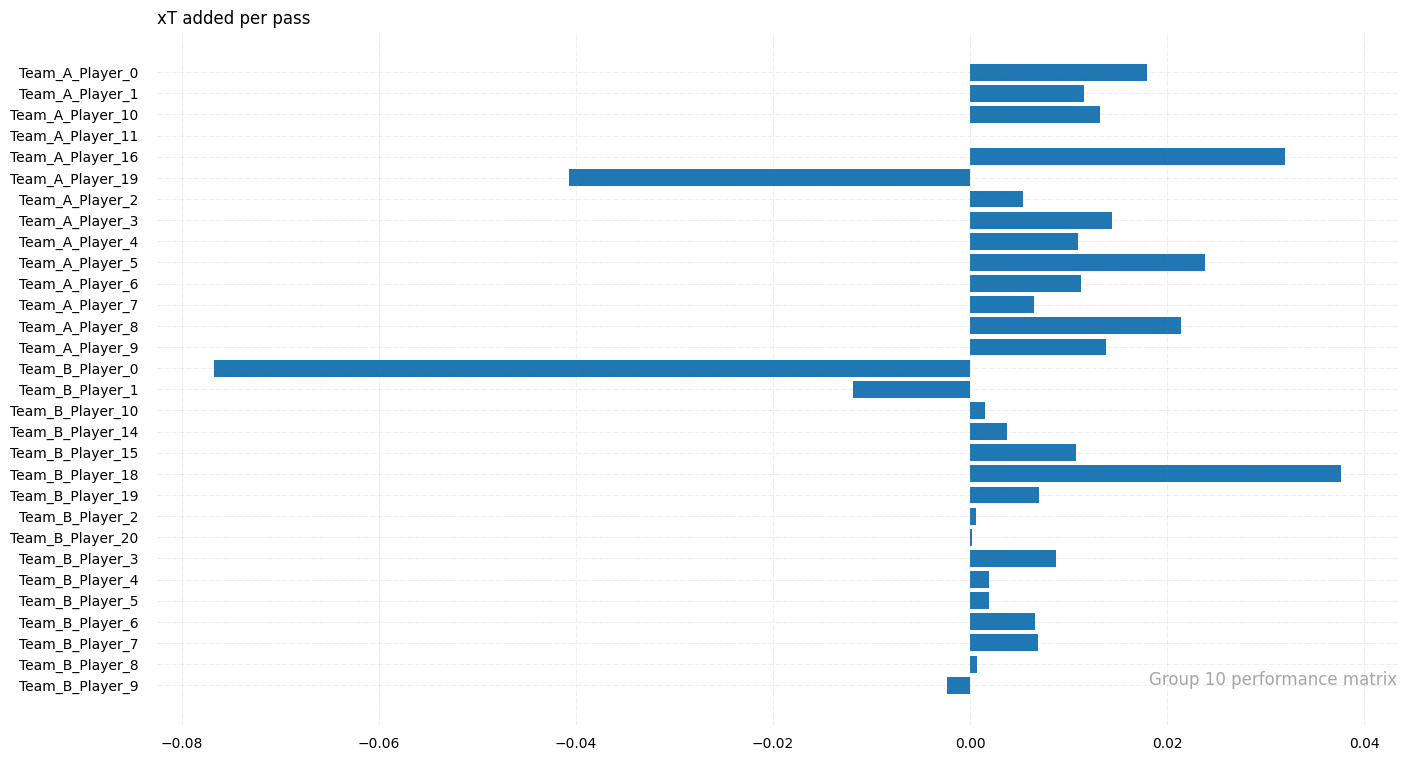 xT added per pass
Team_A_Player_0
Team_A_Player_1
Team_A_Player_10
Team_A_Player_11
Team_A_Player_16
Team_A_Player_19
Team_A_Player_2
Team_A_Player_3
Team_A_Player_4
Team_A_Player_5
Team_A_Player_6
Team_A_Player_7
Team_A_Player_8
Team_A_Player_9
Team_B_Player_0
Team_B_Player_1
Team_B_Player_10
Team_B_Player_14
Team_B_Player_15
Team_B_Player_18
Team_B_Player_19
Team_B_Player_2
Team_B_Player_20
Team_B_Player_3
Team_B_Player_4
Team_B_Player_5
Team_B_Player_6
Team_B_Player_7
Team_B_Player_8
Team_B_Player_9
Group 10 performance matrix
−0.08 −0.06 −0.04 −0.02 0.00 0.02 0.04